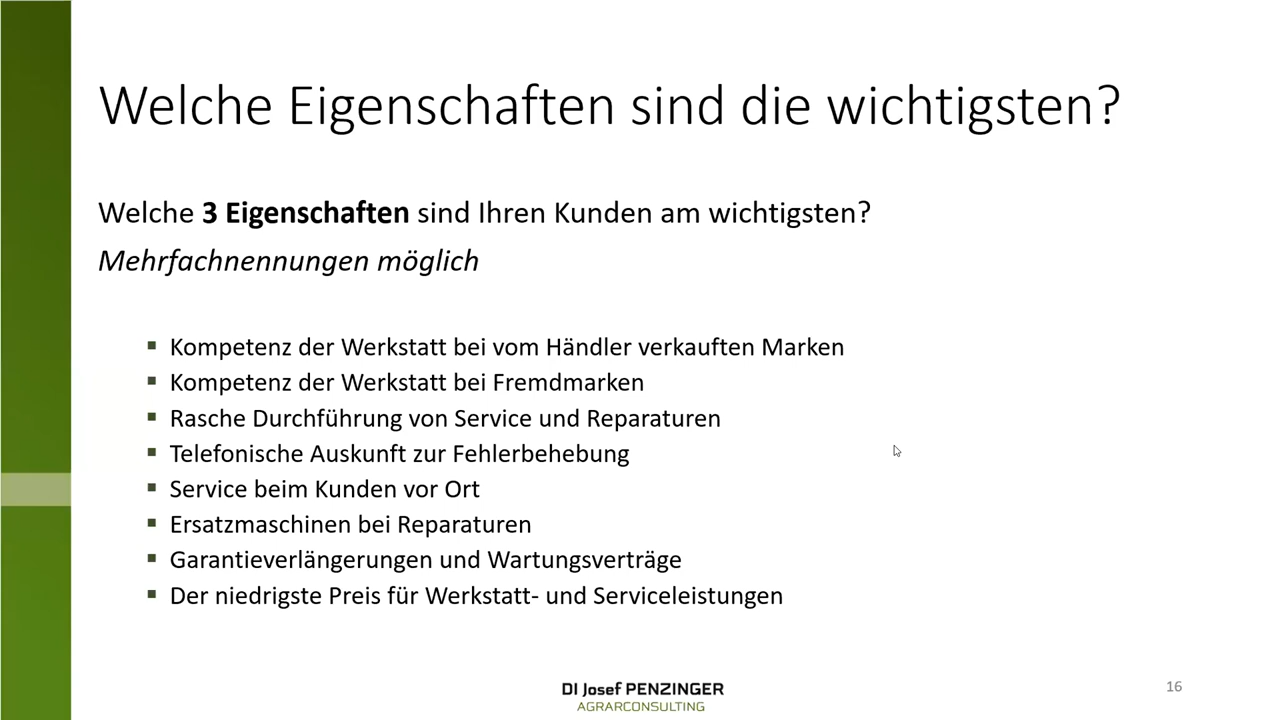 Welche Eigenschaften sind die wichtigsten?
Welche 3 Eigenschaften sind Ihren Kunden am wichtigsten?
Mehrfachnennungen möglich
▪ Kompetenz der Werkstatt bei vom Händler verkauften Marken
▪ Kompetenz der Werkstatt bei Fremdmarken
▪ Rasche Durchführung von Service und Reparaturen
▪ Telefonische Auskunft zur Fehlerbehebung
▪ Service beim Kunden vor Ort
▪ Ersatzmaschinen bei Reparaturen
▪ Garantieverlängerungen und Wartungsverträge
▪ Der niedrigste Preis für Werkstatt- und Serviceleistungen
DI Josef PENZINGER
AGRARCONSULTING
16